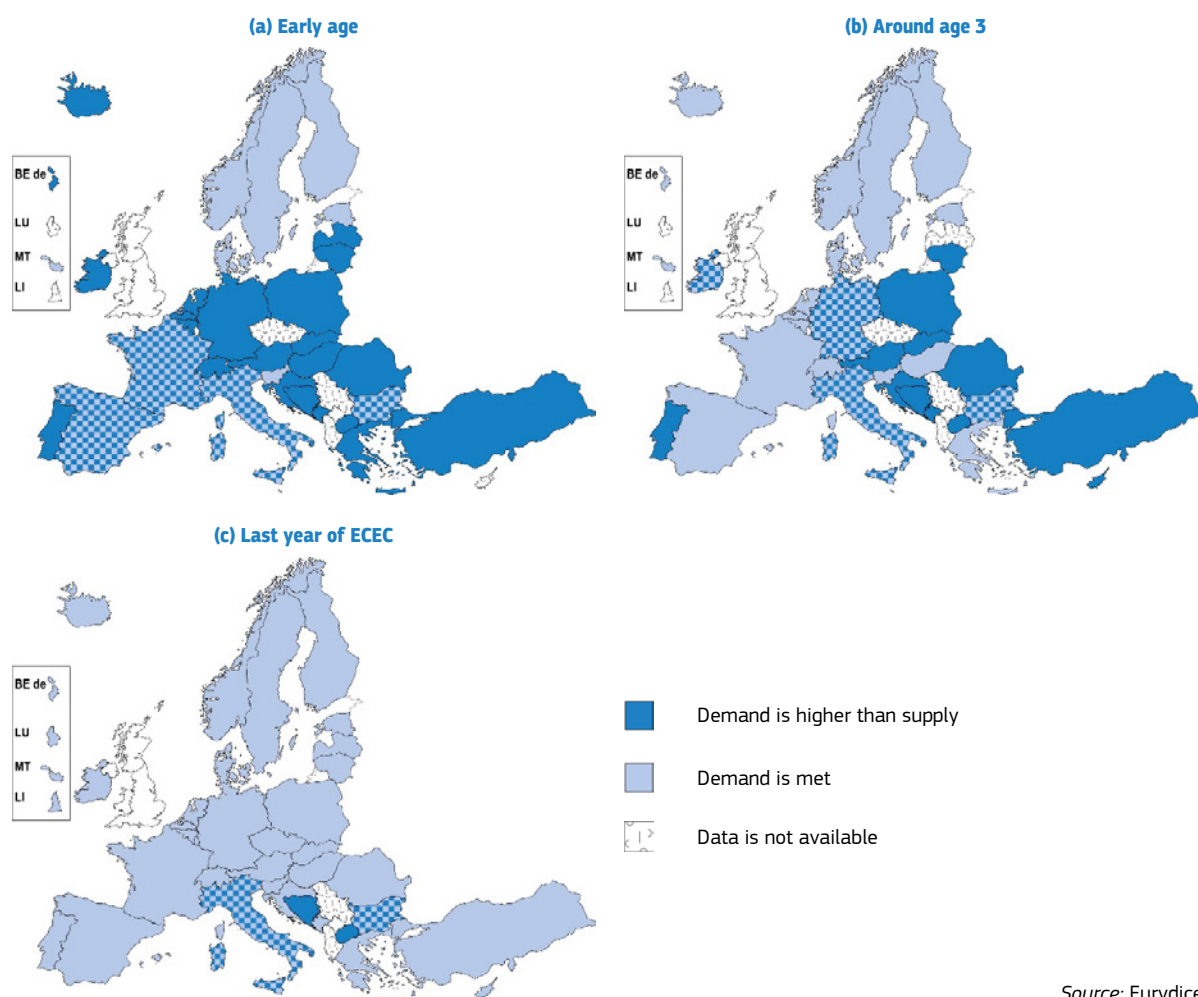 (a) Early age
(b) Around age 3
BE de
LU
MT
LI
BE de
LU
MT
LI
(c) Last year of ECEC
BE de
LU
MT
LI
Demand is higher than supply
Demand is met
Data is not available
Source: Eurydice